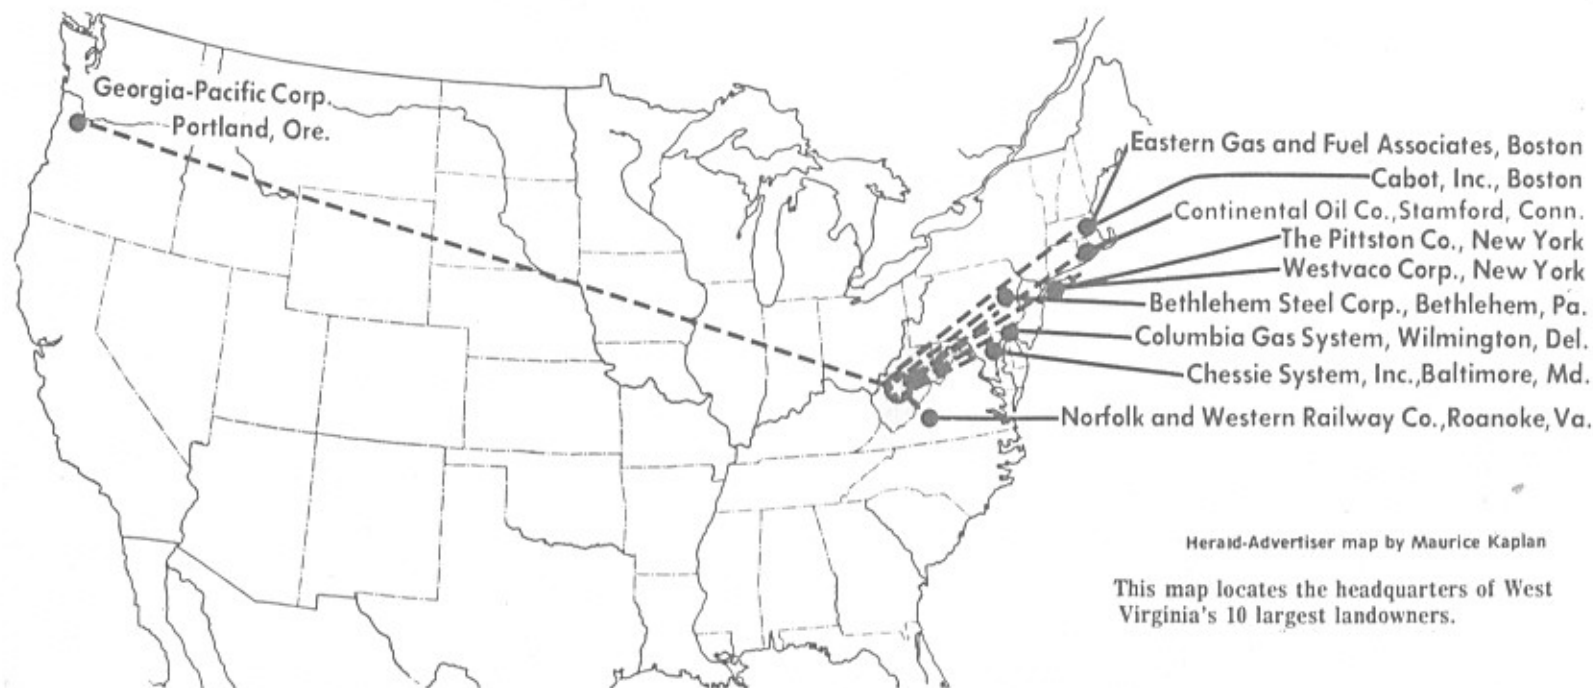 Georgia-Pacific Corp.
Portland, Ore.
Eastern Gas and Fuel Associates, Boston
Cabot, Inc., Boston
Continental Oil Co.,Stamford, Conn.
The Pittston Co., New York
Westvaco Corp., New York
Bethlehem Steel Corp., Bethlehem, Pa.
Columbia Gas System, Wilmington, Del.
Chessie System, Inc.,Baltimore, Md.
Norfolk and Western Railway Co.,Roanoke, Va.
Herald-Advertiser map by Maurice Kaplan
This map locates the headquarters of West
Virginia's 10 largest landowners.